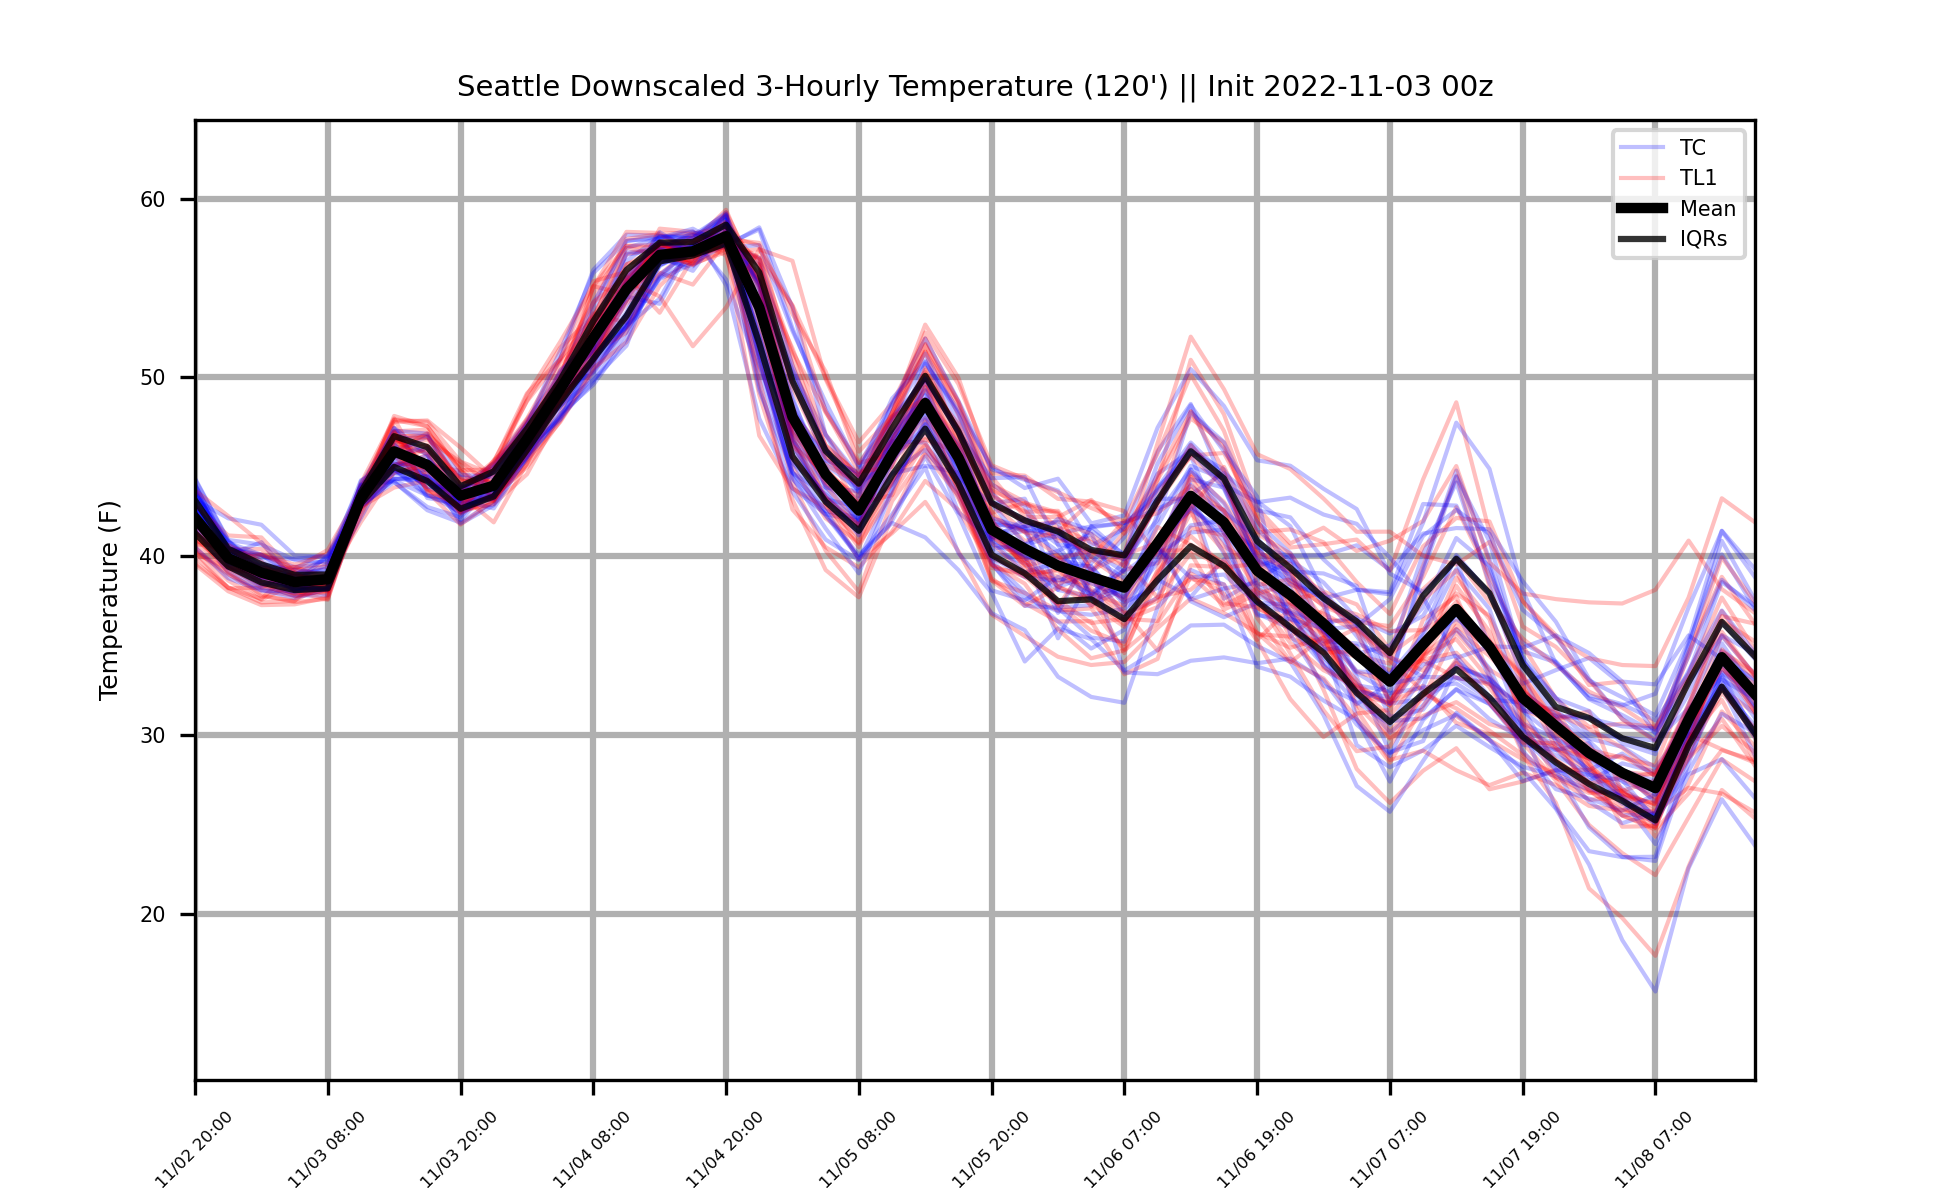 Seattle Downscaled 3-Hourly Temperature (120') || Init 2022-11-03 00z
TC
TL1
Mean
IQRs
Temperature (F)
60
50
40
30
20
11/02 20:00
11/03 08:00
11/03 20:00
11/04 08:00
11/04 20:00
11/05 08:00
11/05 20:00
11/06 07:00
11/06 19:00
11/07 07:00
11/07 19:00
11/08 07:00